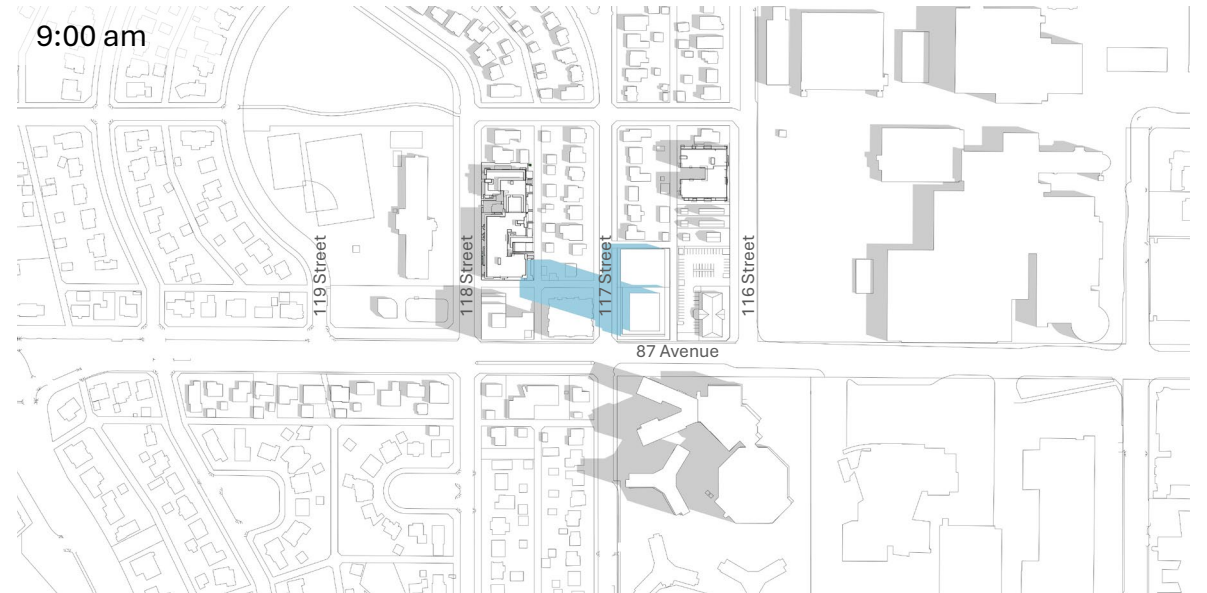 9:00 am
119 Street
118 Street
117 Street
116 Street
87 Avenue